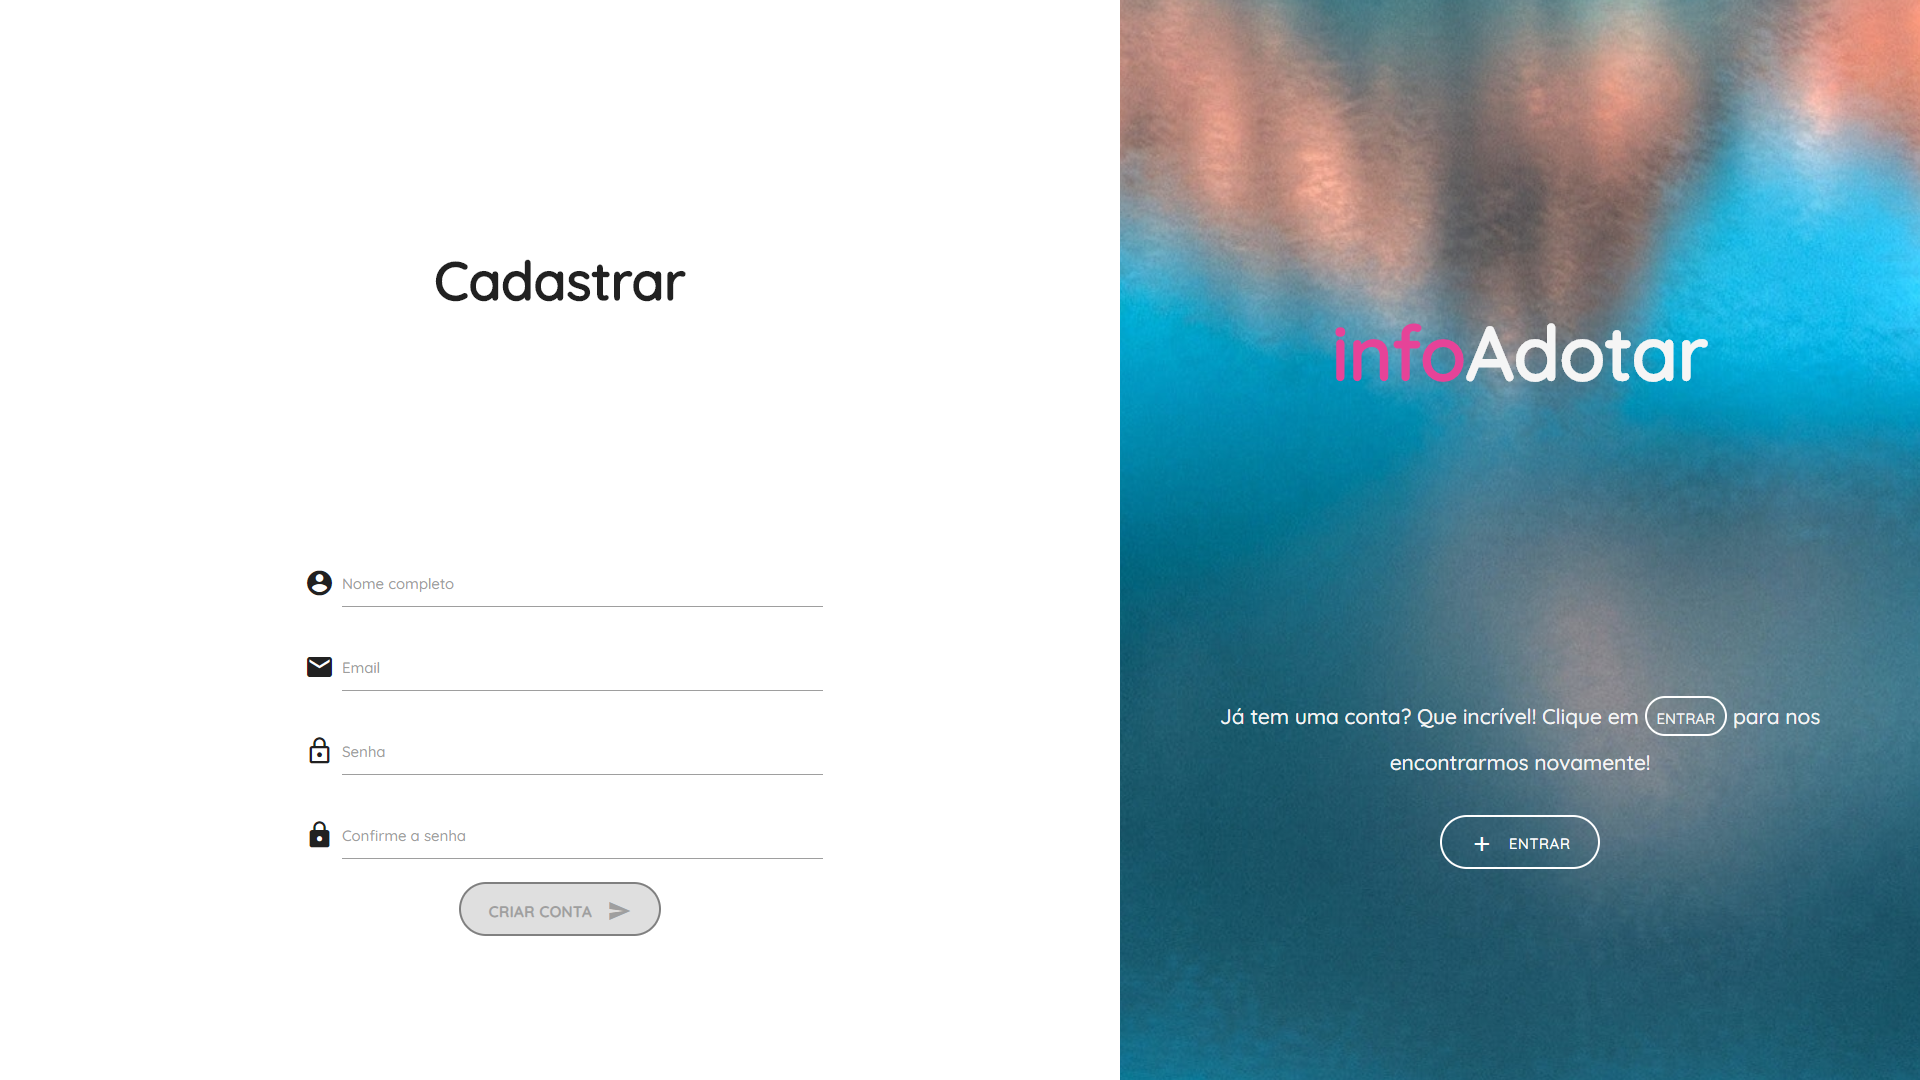 Cadastrar
Nome completo
Email
Senha
Confirme a senha
CRIAR CONTA
infoAdotar
Já tem uma conta? Que incrível! Clique em ENTRAR para nos
encontrarmos novamente!
+ ENTRAR